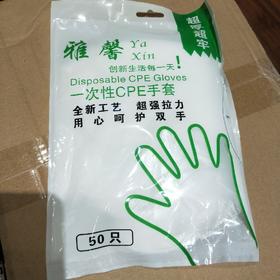 超厚超牢
雅馨 Ya Xin
创新生活每一天!
Disposable CPE Gloves
一次性CPE手套
全新工艺 超强拉力
用心呵护双手
50只